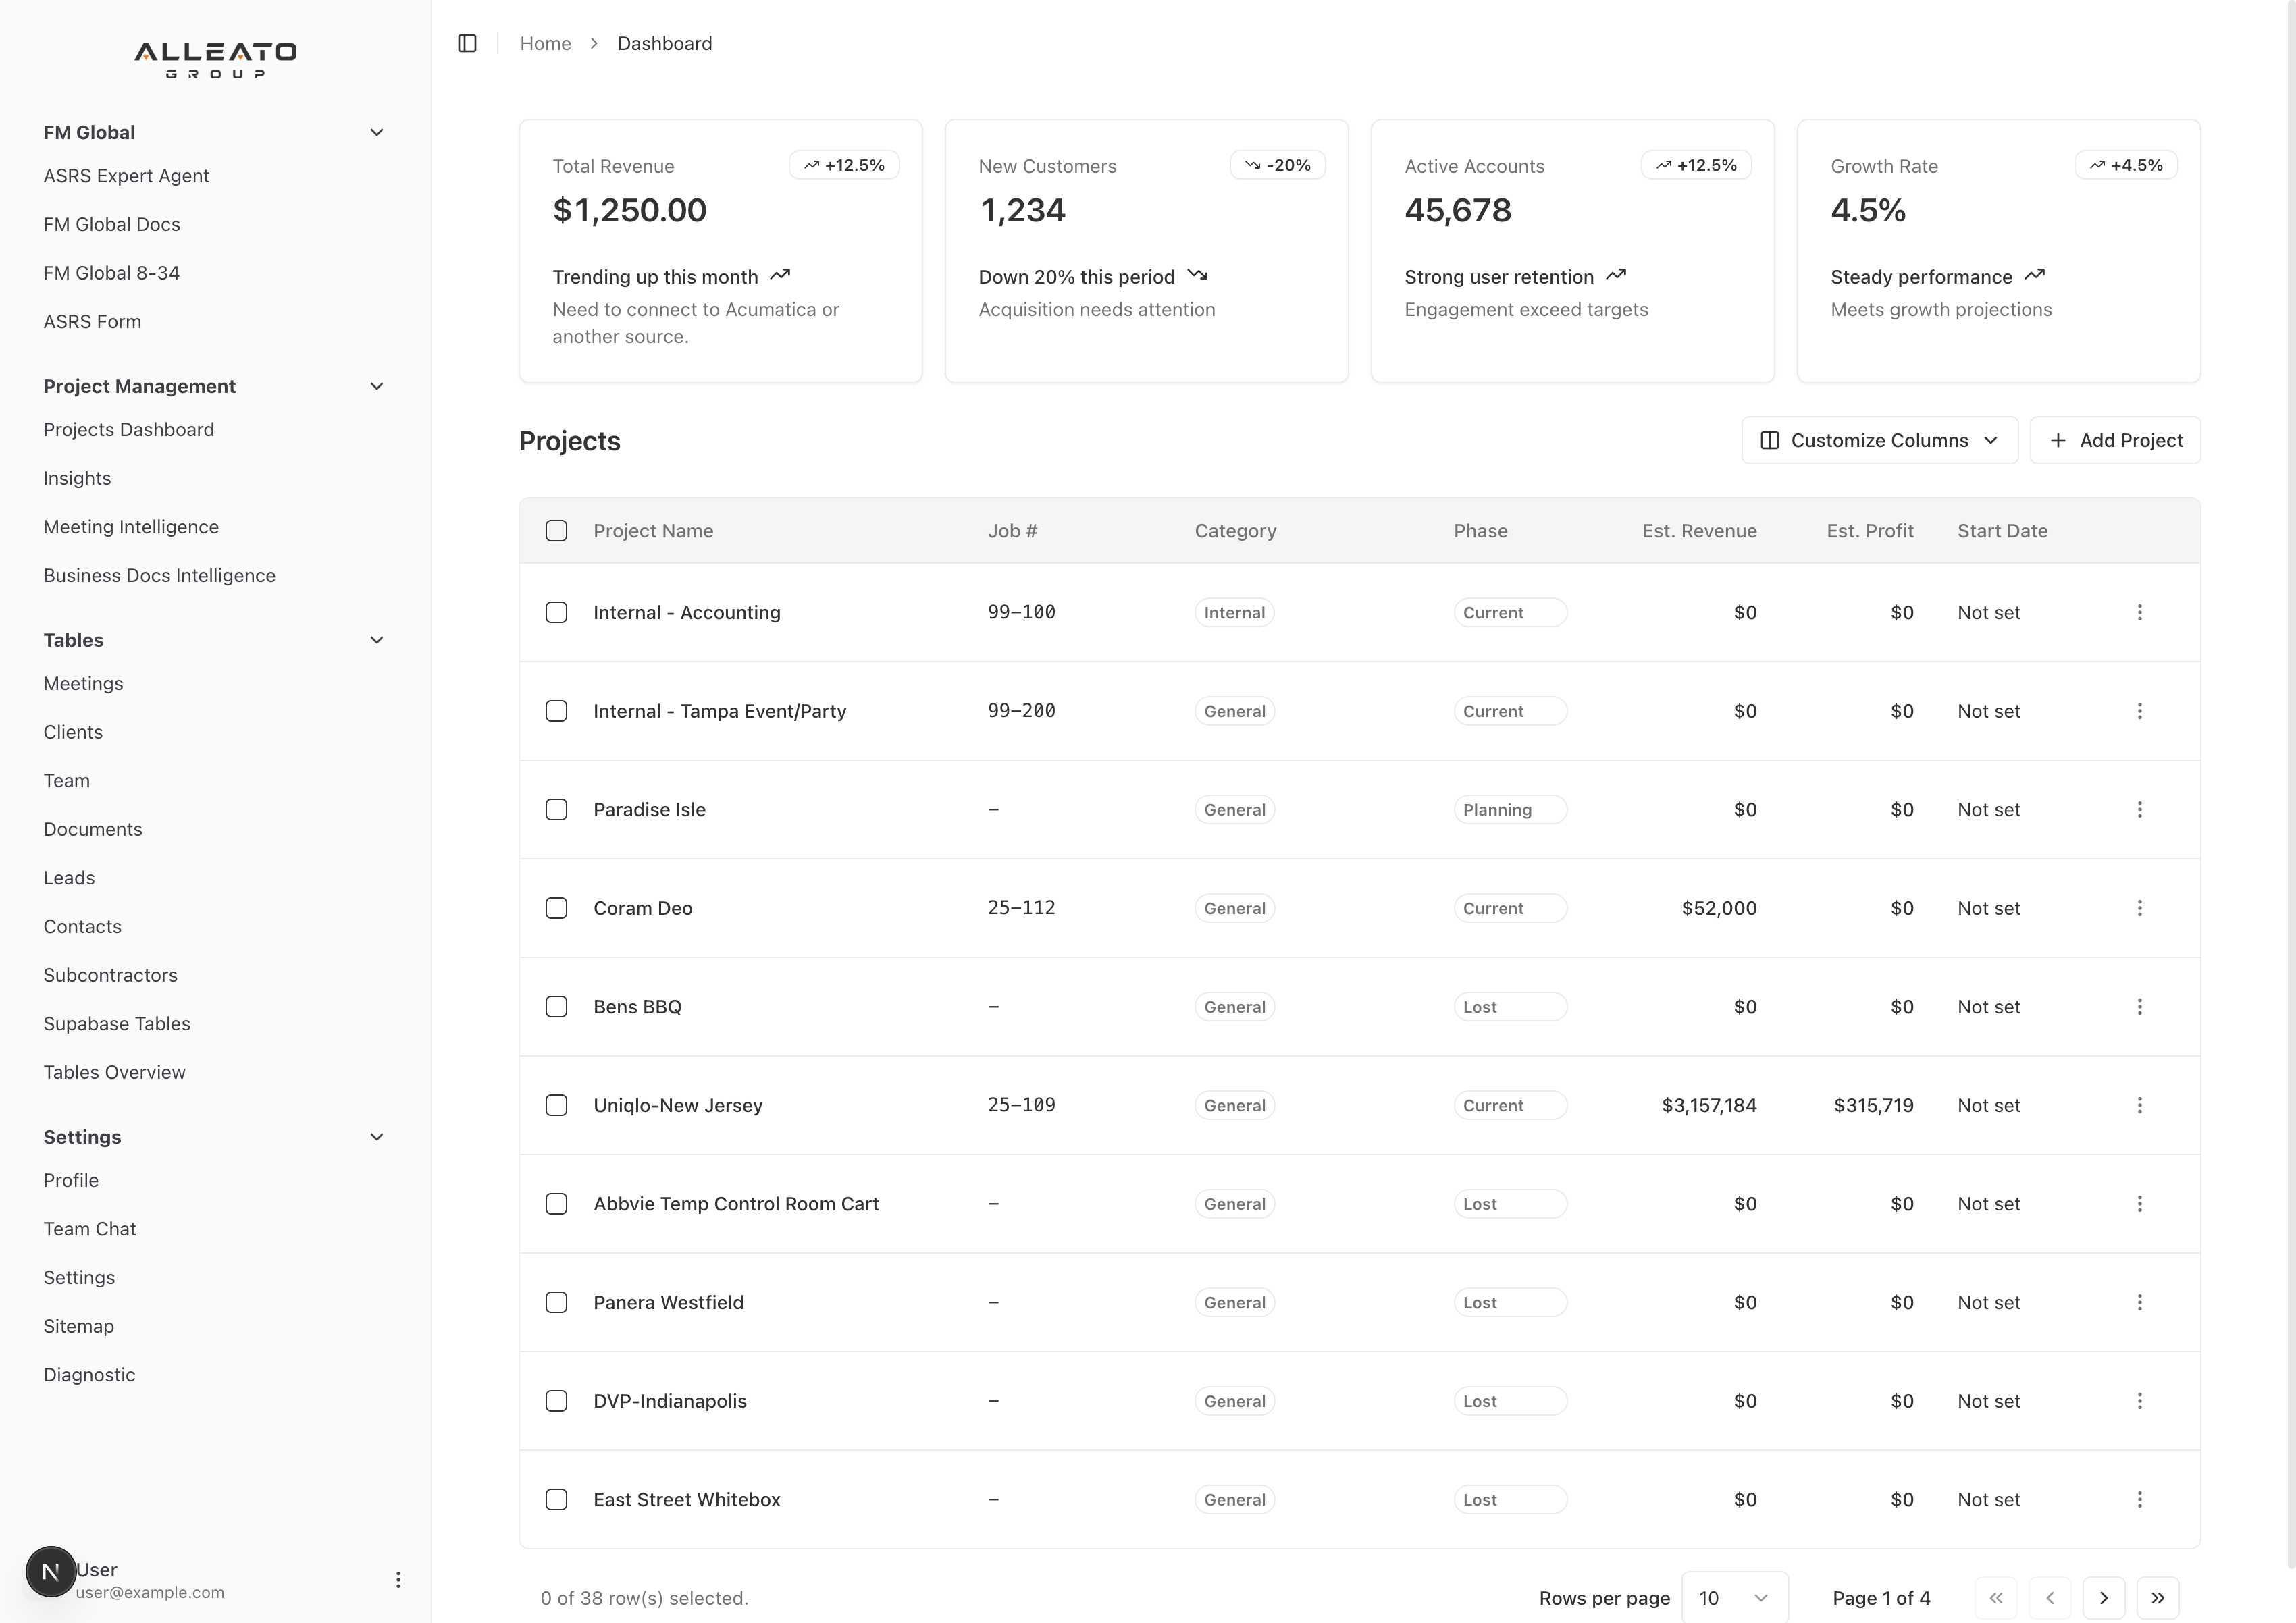 ALLEATO
GROUP
FM Global
ASRS Expert Agent
FM Global Docs
FM Global 8-34
ASRS Form
Project Management
Projects Dashboard
Insights
Meeting Intelligence
Business Docs Intelligence
Tables
Meetings
Clients
Team
Documents
Leads
Contacts
Subcontractors
Supabase Tables
Tables Overview
Settings
Profile
Team Chat
Settings
Sitemap
Diagnostic
N
User
user@example.com
Home > Dashboard
Total Revenue +12.5%
$1,250.00
Trending up this month
Need to connect to Acumatica or
another source.
New Customers -20%
1,234
Down 20% this period
Acquisition needs attention
Active Accounts +12.5%
45,678
Strong user retention
Engagement exceed targets
Growth Rate +4.5%
4.5%
Steady performance
Meets growth projections
Projects Customize Columns + Add Project
Project Name Job # Category Phase Est. Revenue Est. Profit Start Date
Internal - Accounting 99-100 Internal Current $0 $0 Not set
Internal - Tampa Event/Party 99-200 General Current $0 $0 Not set
Paradise Isle - General Planning $0 $0 Not set
Coram Deo 25-112 General Current $52,000 $0 Not set
Bens BBQ - General Lost $0 $0 Not set
Uniqlo-New Jersey 25-109 General Current $3,157,184 $315,719 Not set
Abbvie Temp Control Room Cart - General Lost $0 $0 Not set
Panera Westfield - General Lost $0 $0 Not set
DVP-Indianapolis - General Lost $0 $0 Not set
East Street Whitebox - General Lost $0 $0 Not set
0 of 38 row(s) selected. Rows per page 10 Page 1 of 4